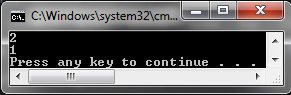 C:\Windows\system32\cm...
2
1
Press any key to continue . . .